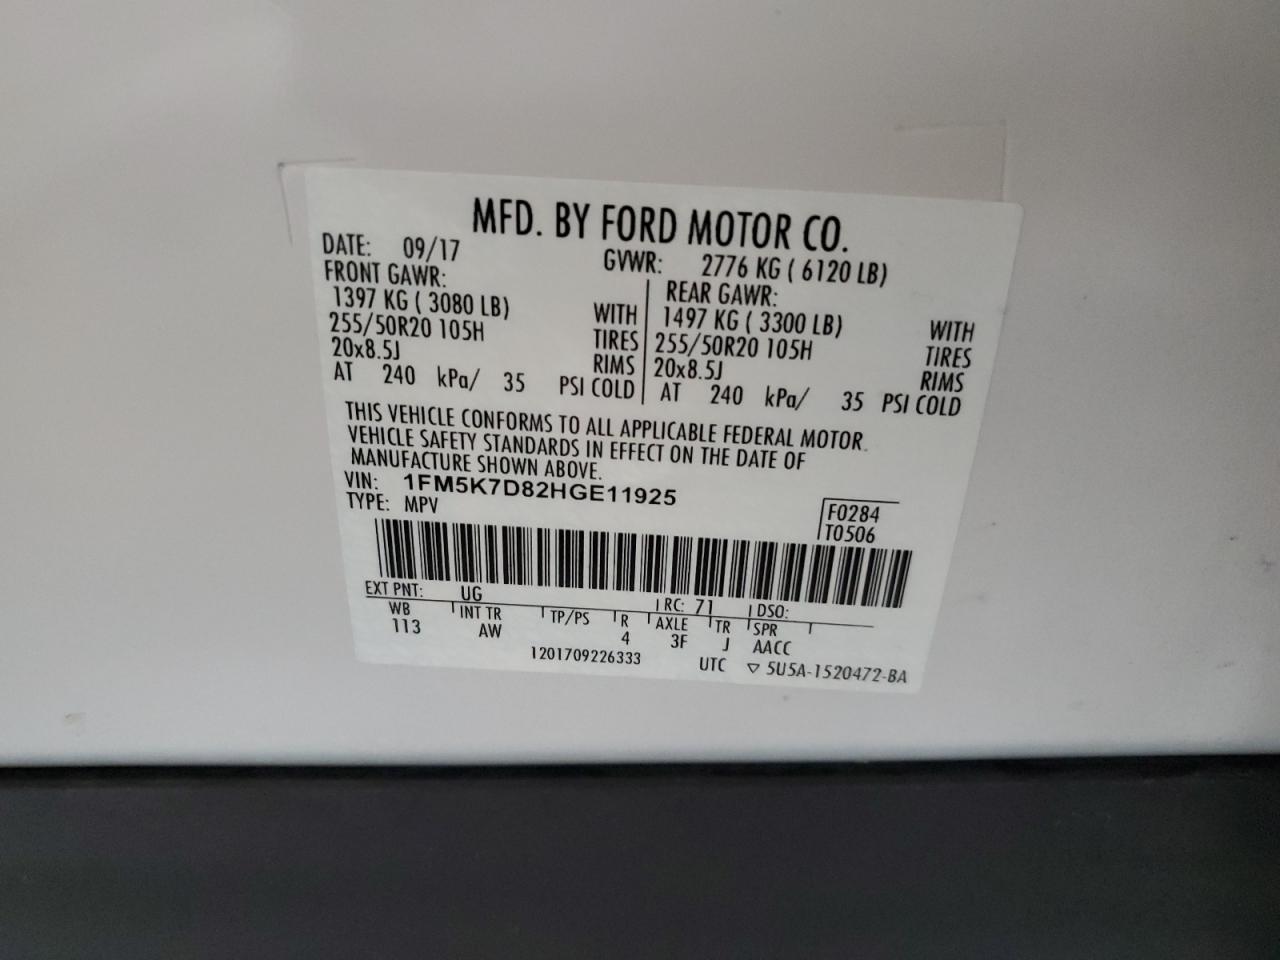 MFD. BY FORD MOTOR CO.
DATE: 09/17 GVWR: 2776 KG ( 6120 LB)
FRONT GAWR: REAR GAWR:
1397 KG ( 3080 LB) WITH 1497 KG ( 3300 LB) WITH
255/50R20 105H TIRES 255/50R20 105H TIRES
20x8.5J RIMS 20x8.5J RIMS
AT 240 kPa/ 35 PSI COLD AT 240 kPa/ 35 PSI COLD
THIS VEHICLE CONFORMS TO ALL APPLICABLE FEDERAL MOTOR
VEHICLE SAFETY STANDARDS IN EFFECT ON THE DATE OF
MANUFACTURE SHOWN ABOVE.
VIN: 1FM5K7D82HGE11925
TYPE: MPV F0284
T0506
EXT PNT: UG RC: 71 DSO:
WB INT TR TP/PS R AXLE TR SPR
113 AW 4 3F J AACC
1201709226333 UTC ▽ 5U5A-1520472-BA